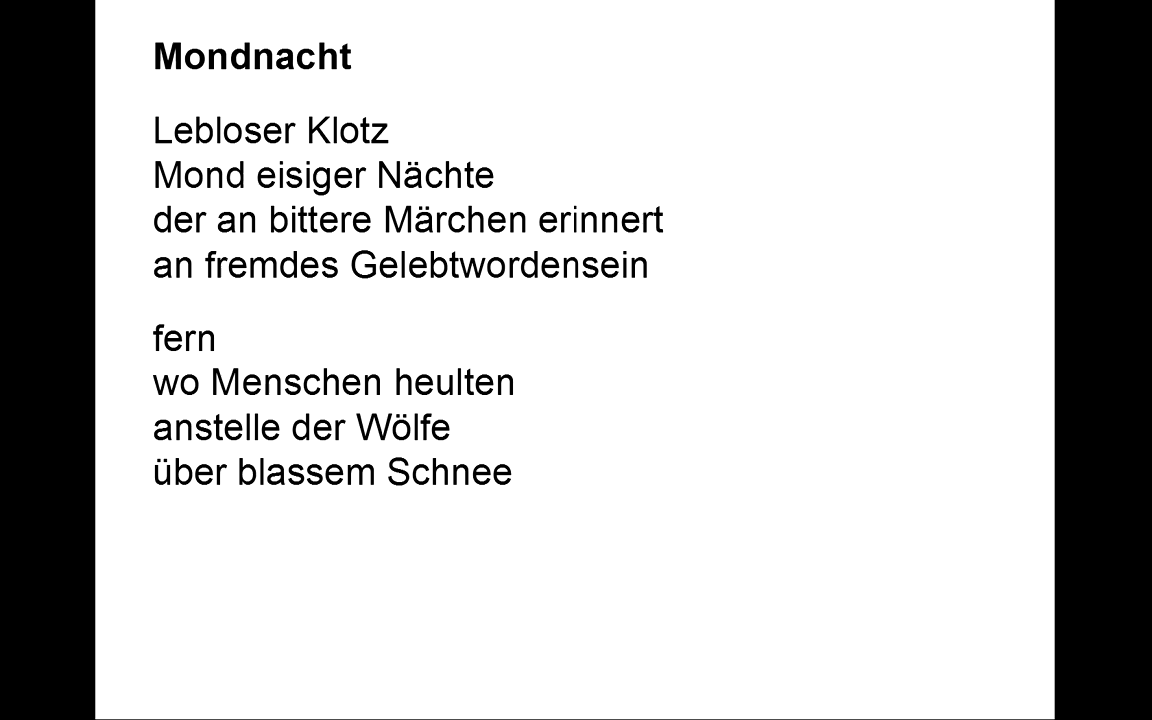 Mondnacht
Lebloser Klotz
Mond eisiger Nächte
der an bittere Märchen erinnert
an fremdes Gelebtwordensein
fern
wo Menschen heulten
anstelle der Wölfe
über blassem Schnee